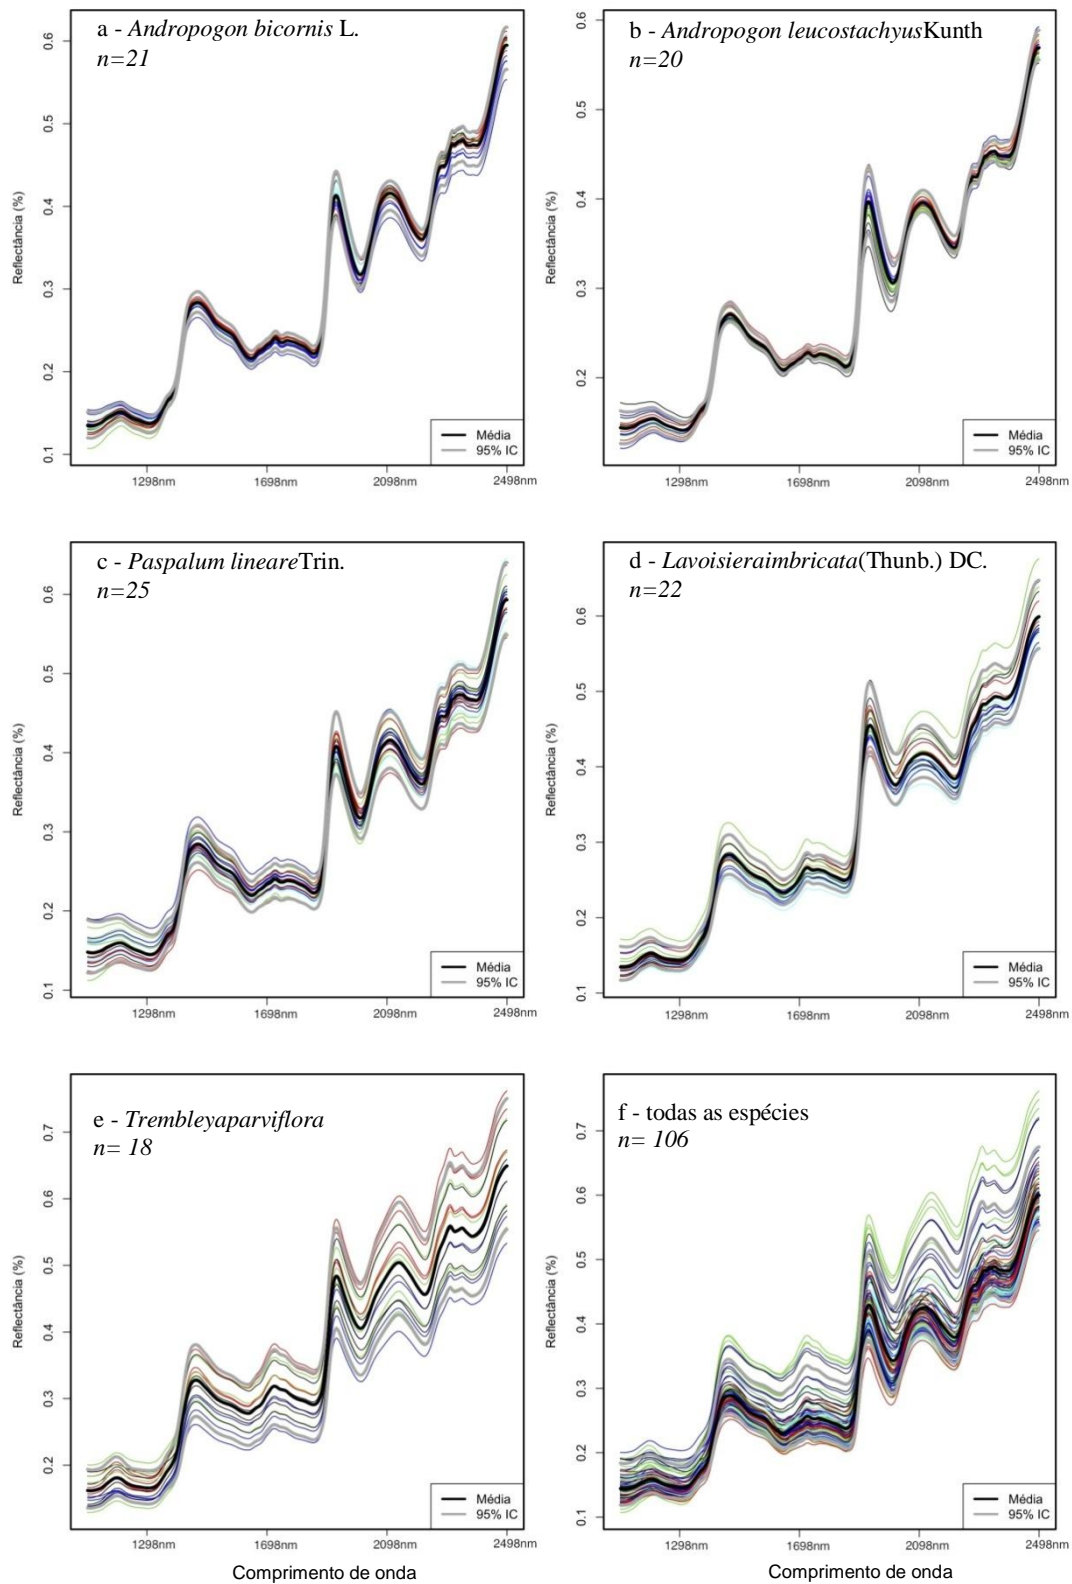 a - Andropogon bicornis L.
n=21
Reflectância (%)
0.6
0.5
0.4
0.3
0.2
0.1
Média
95% IC
1298nm 1698nm 2098nm 2498nm
b - Andropogon leucostachyusKunth
n=20
Reflectância (%)
0.6
0.5
0.4
0.3
0.2
Média
95% IC
1298nm 1698nm 2098nm 2498nm
c - Paspalum lineareTrin.
n=25
Reflectância (%)
0.6
0.5
0.4
0.3
0.2
0.1
Média
95% IC
1298nm 1698nm 2098nm 2498nm
d - Lavoisieraimbricata(Thunb.) DC.
n=22
Reflectância (%)
0.6
0.5
0.4
0.3
0.2
0.1
Média
95% IC
1298nm 1698nm 2098nm 2498nm
e - Trembleyaparviflora
n= 18
Reflectância (%)
0.7
0.6
0.5
0.4
0.3
0.2
Média
95% IC
1298nm 1698nm 2098nm 2498nm
Comprimento de onda
f - todas as espécies
n= 106
Reflectância (%)
0.7
0.6
0.5
0.4
0.3
0.2
0.1
Média
95% IC
1298nm 1698nm 2098nm 2498nm
Comprimento de onda